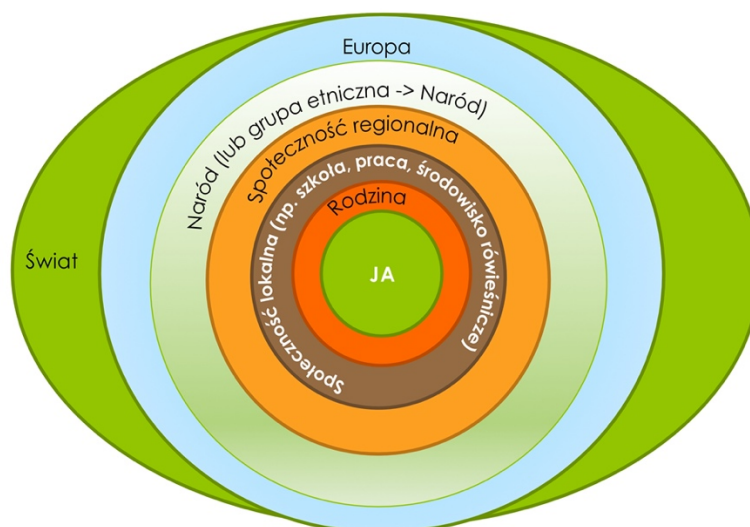 Europa
Naród (lub grupa etniczna -> Naród)
Społeczność regionalna
Społeczność lokalna (np. szkoła, praca, środowisko rówieśnicze)
Rodzina
JA
Świat